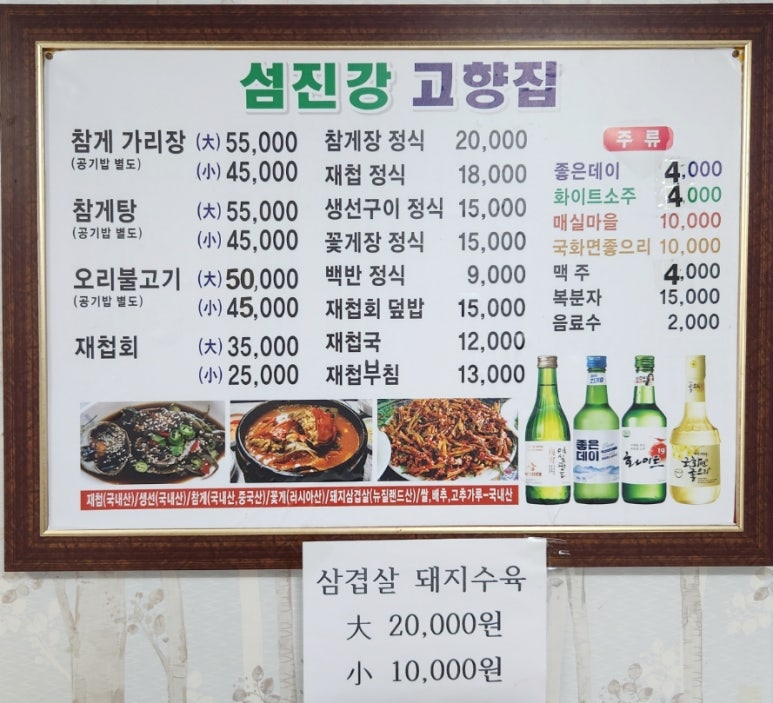 섬진강 고향집
참게 가리장 (大) 55,000
(공기밥 별도) (小) 45,000
참게탕 (大) 55,000
(공기밥 별도) (小) 45,000
오리불고기 (大) 50,000
(공기밥 별도) (小) 45,000
재첩회 (大) 35,000
(小) 25,000
참게장 정식 20,000
재첩 정식 18,000
생선구이 정식 15,000
꽃게장 정식 15,000
백반 정식 9,000
재첩회 덮밥 15,000
재첩국 12,000
재첩부침 13,000
주 류
좋은데이 4,000
화이트소주 4,000
매실마을 10,000
국화면좋으리 10,000
맥 주 4,000
복분자 15,000
음료수 2,000
좋은데이
화이트
19
재첩(국내산)/생선(국내산)/참게(국내산,중국산)/꽃게(러시아산)/돼지삼겹살(뉴질랜드산)/쌀,배추,고추가루-국내산
삼겹살 돼지수육
大 20,000원
小 10,000원